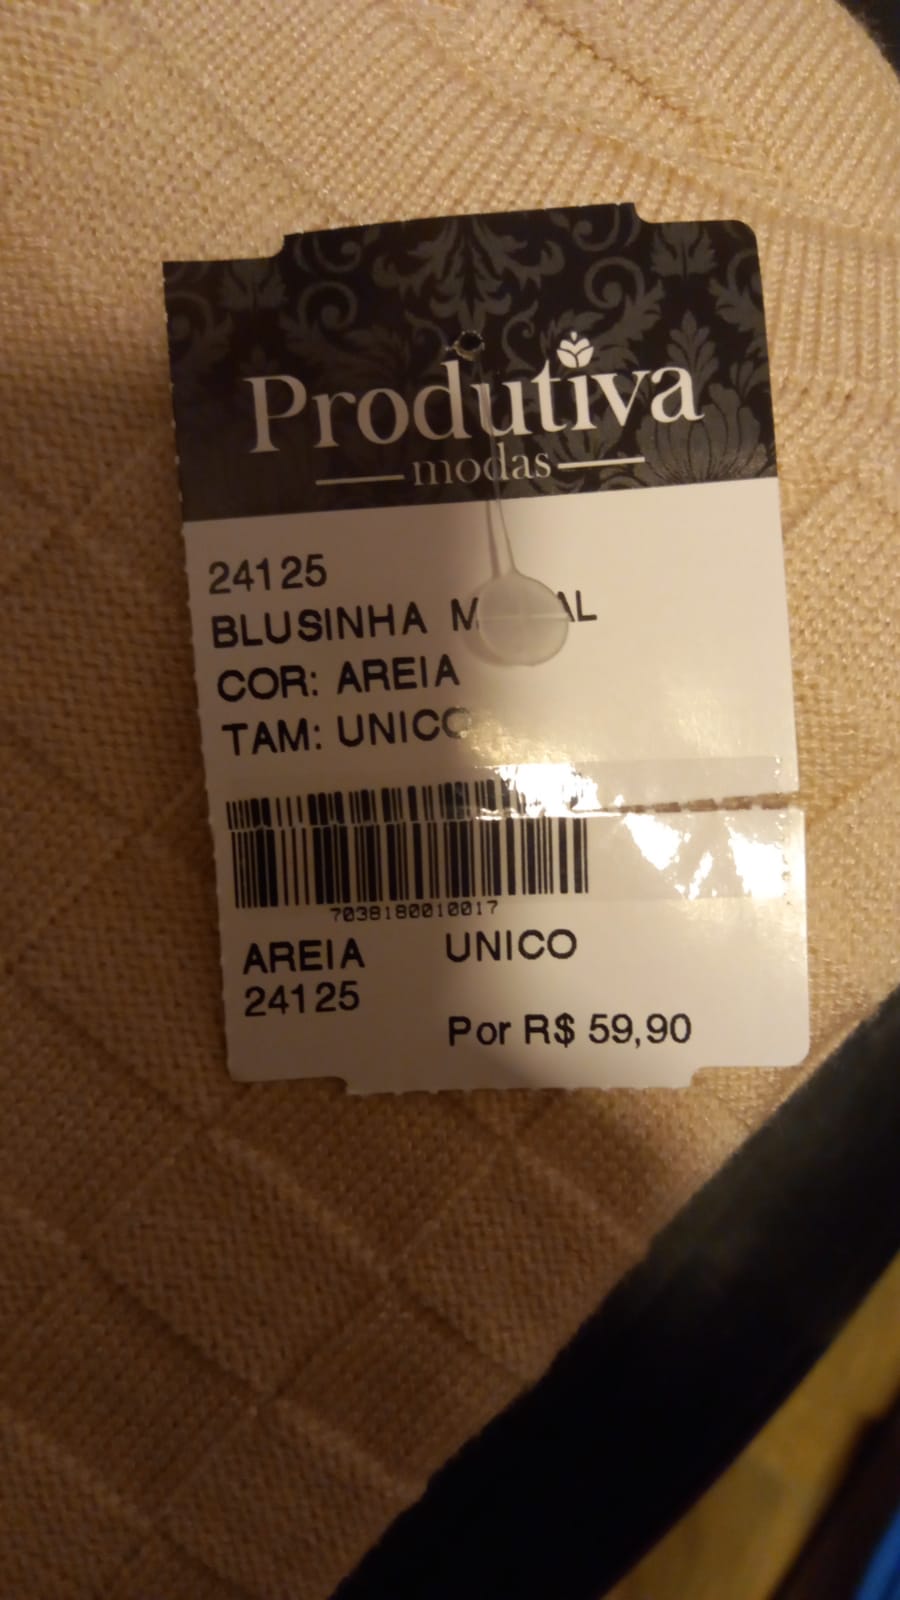 Produtiva
modas
24125
BLUSINHA
COR: AREIA
TAM: UNICO
7038180010017
AREIA UNICO
24125
Por R$ 59,90